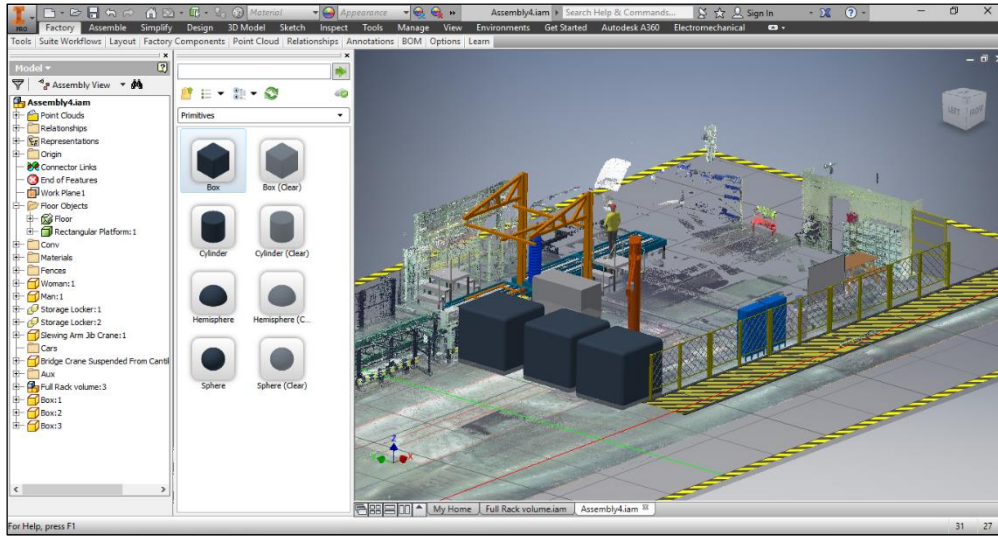 PRO
Material
Appearance
Assembly4.iam
Search Help & Commands...
Sign In
Factory Assemble Simplify Design 3D Model Sketch Inspect Tools Manage View Environments Get Started Autodesk A360 Electromechanical
Tools Suite Workflows Layout Factory Components Point Cloud Relationships Annotations BOM Options Learn
Model
Assembly View
Assembly4.iam
Point Clouds
Relationships
Representations
Origin
Connector Links
End of Features
Work Plane1
Floor Objects
Floor
Rectangular Platform:1
Conv
Materials
Fences
Woman:1
Man:1
Storage Locker:1
Storage Locker:2
Slewing Arm Jib Crane:1
Cars
Bridge Crane Suspended From Cantil
Aux
Full Rack volume:3
Box:1
Box:2
Box:3
Primitives
Box Box (Clear)
Cylinder Cylinder (Clear)
Hemisphere Hemisphere (C...
Sphere Sphere (Clear)
LEFT FRONT
Z
X
My Home Full Rack volume.iam Assembly4.iam
For Help, press F1
31 27